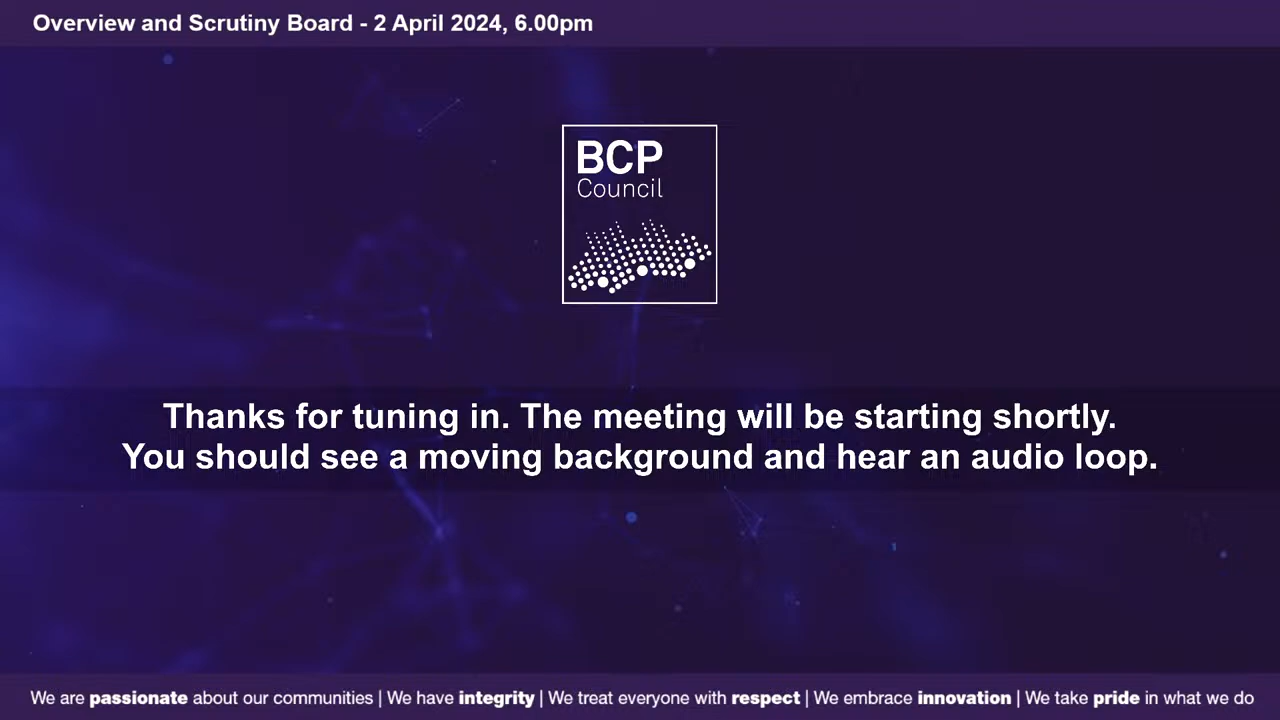 Overview and Scrutiny Board - 2 April 2024, 6.00pm
BCP
Council
Thanks for tuning in. The meeting will be starting shortly.
You should see a moving background and hear an audio loop.
We are passionate about our communities | We have integrity | We treat everyone with respect | We embrace innovation | We take pride in what we do